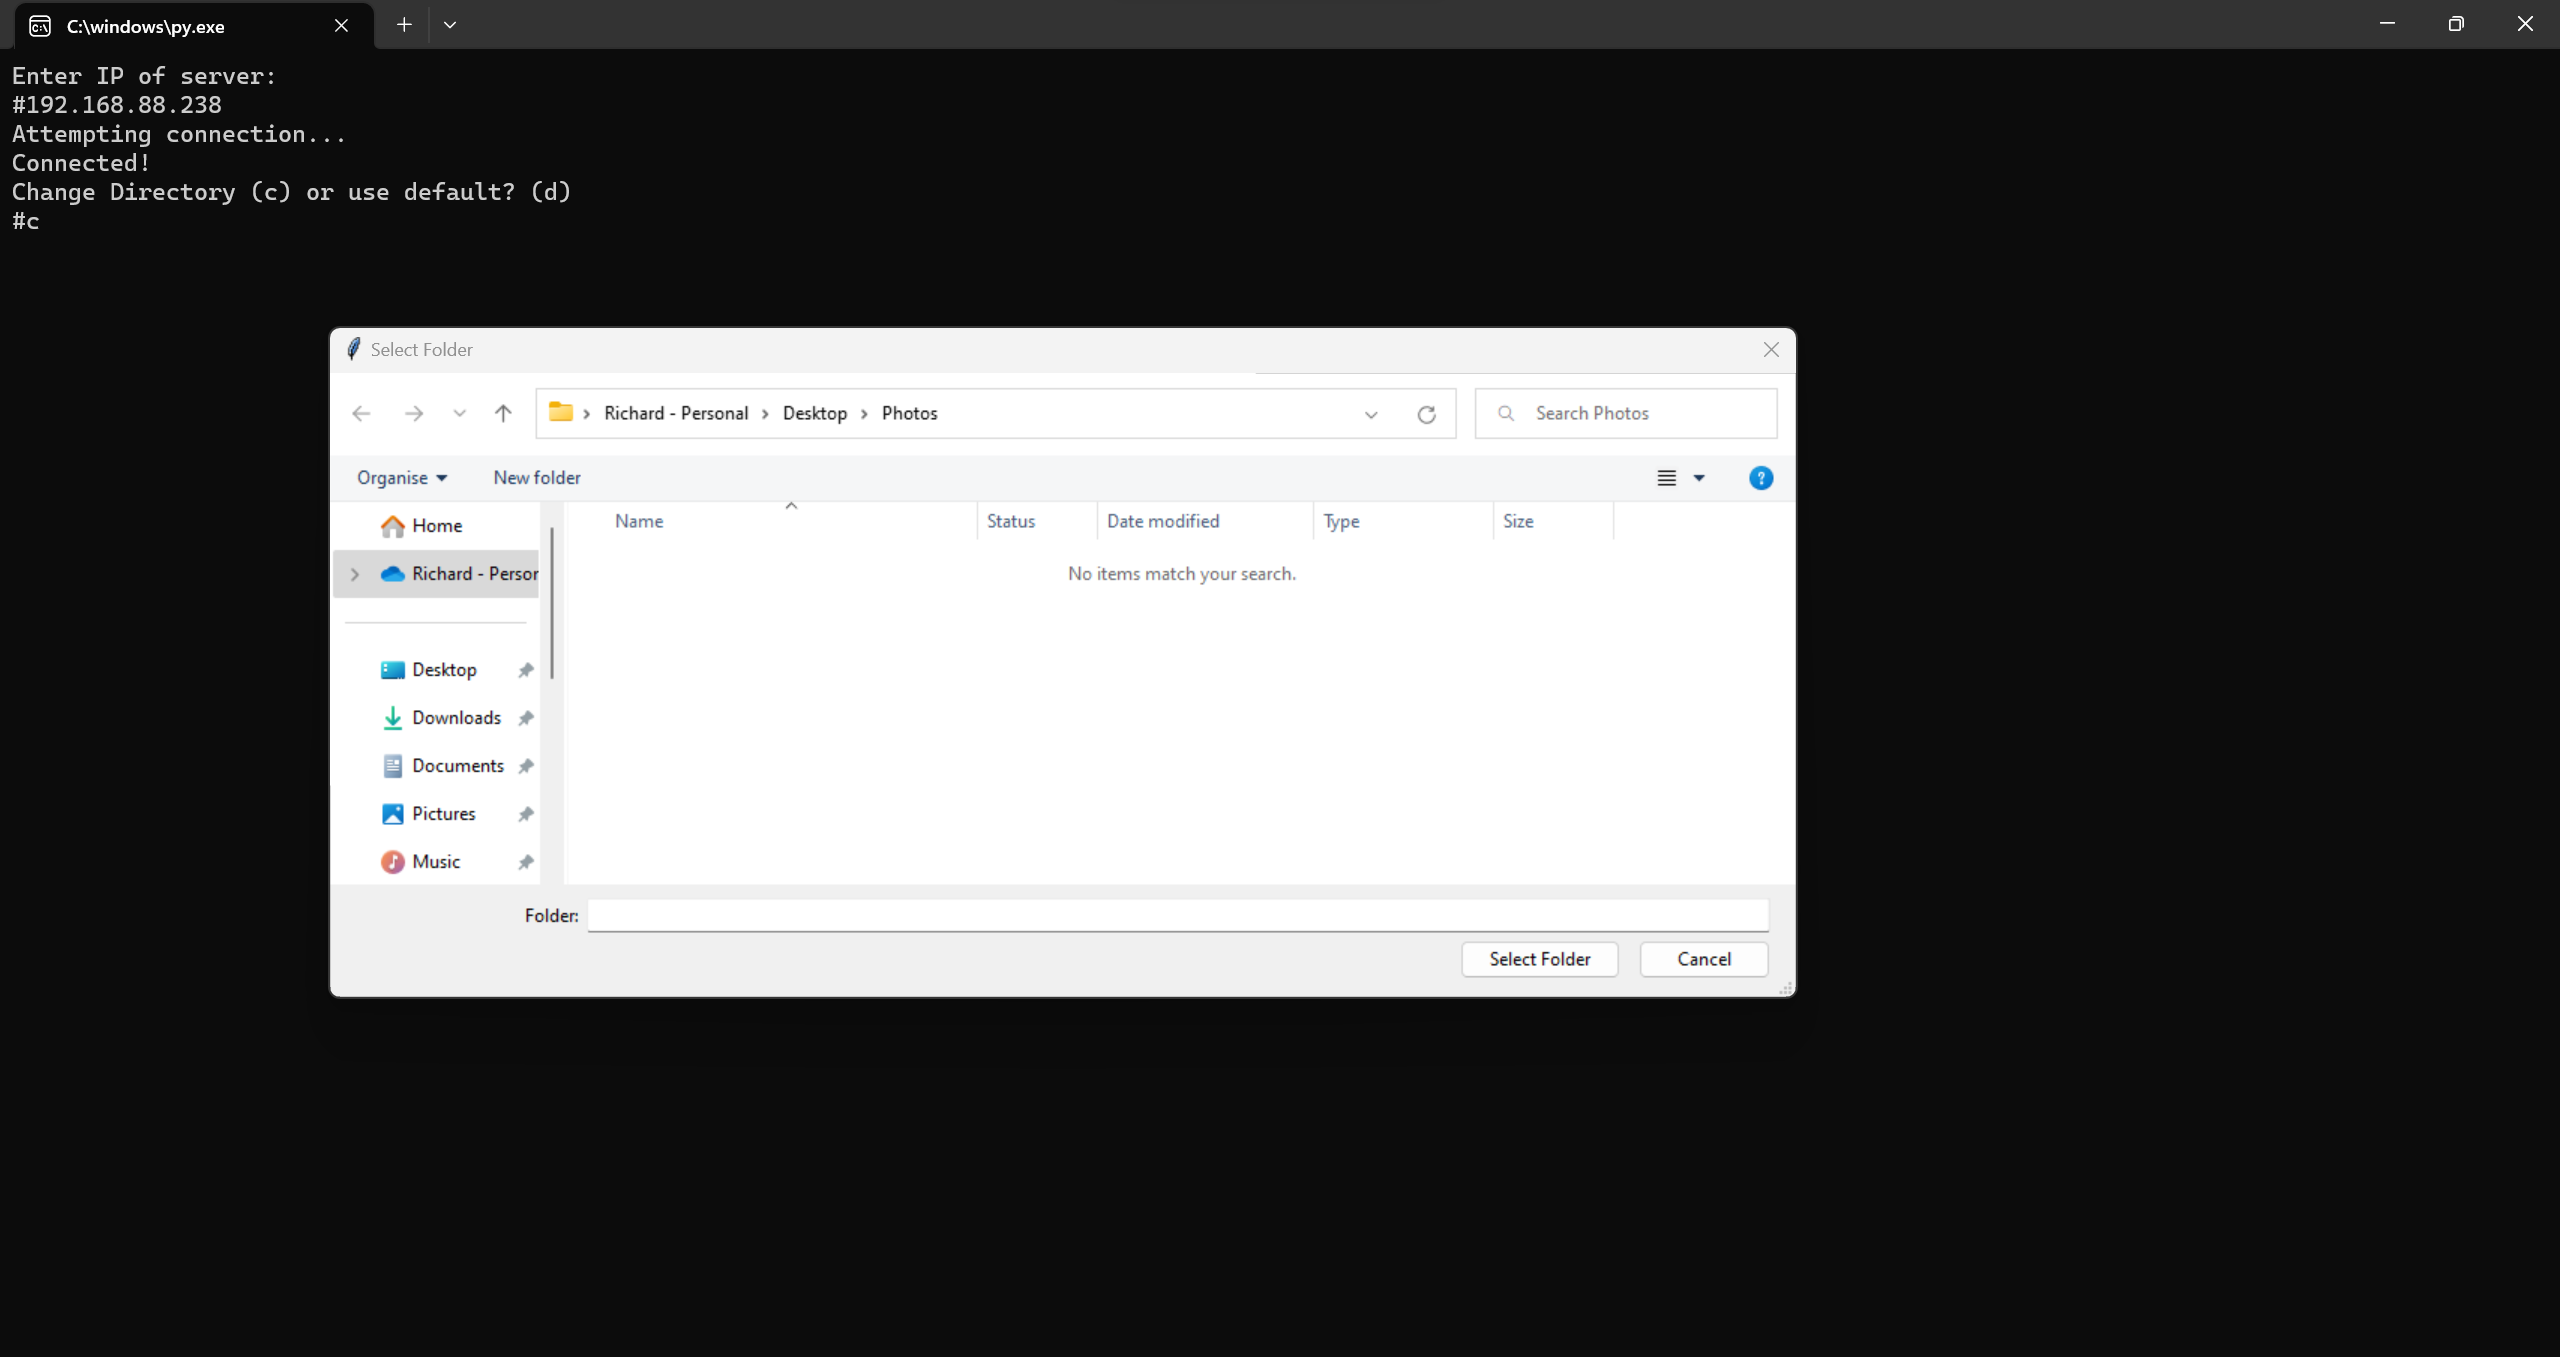 C:\windows\py.exe
Enter IP of server:
#192.168.88.238
Attempting connection...
Connected!
Change Directory (c) or use default? (d)
#c
Select Folder
Richard - Personal > Desktop > Photos
Search Photos
Organise
New folder
Home
Richard - Person
Desktop
Downloads
Documents
Pictures
Music
Name
Status
Date modified
Type
Size
No items match your search.
Folder:
Select Folder
Cancel